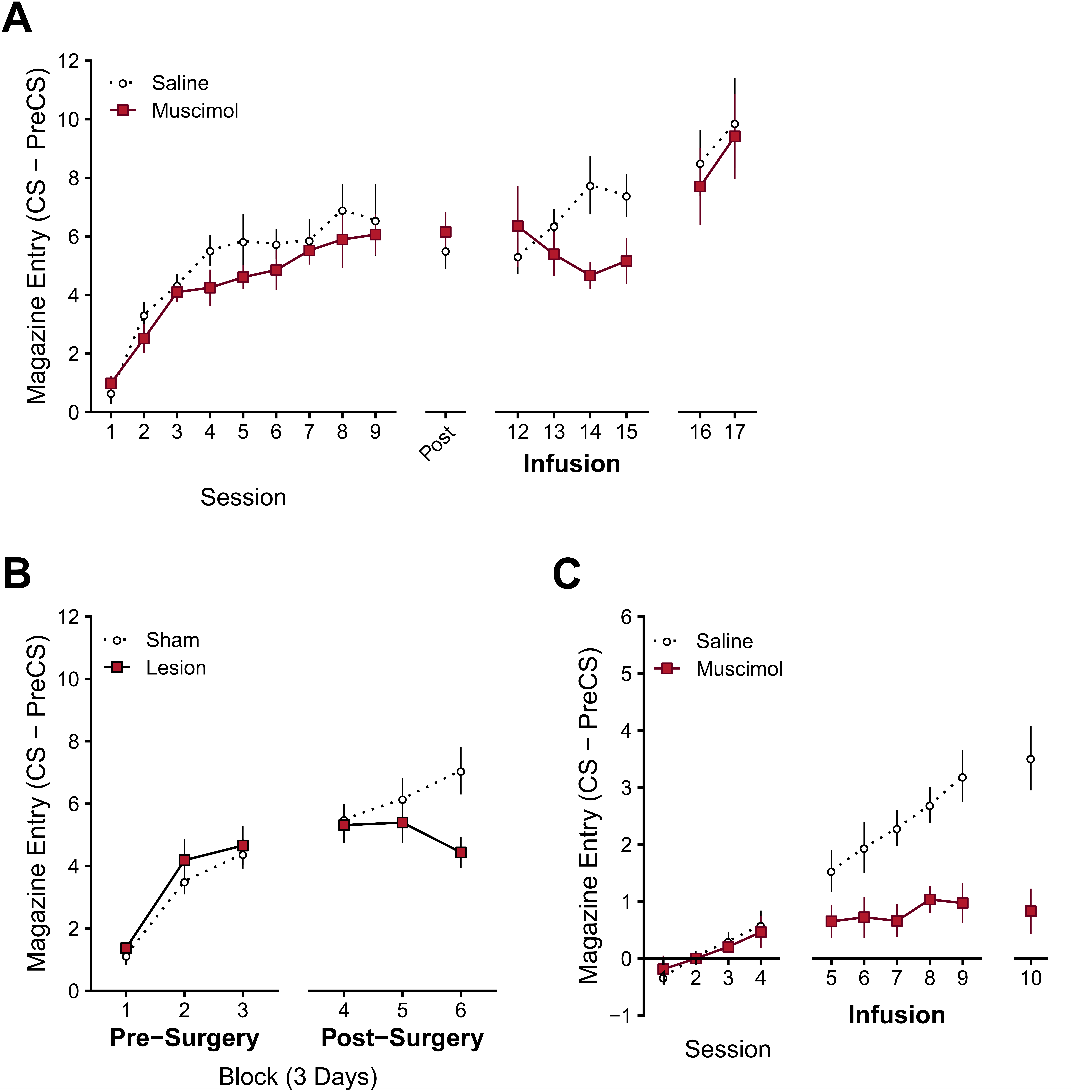 A
Magazine Entry (CS − PreCS)
12
10
8
6
4
2
0
Saline
Muscimol
1 2 3 4 5 6 7 8 9
Post
12 13 14 15
16 17
Infusion
Session
B
Magazine Entry (CS − PreCS)
12
10
8
6
4
2
0
Sham
Lesion
1 2 3
4 5 6
Pre−Surgery
Post−Surgery
Block (3 Days)
C
Magazine Entry (CS − PreCS)
6
5
4
3
2
1
0
−1
Saline
Muscimol
1 2 3 4
5 6 7 8 9
10
Infusion
Session